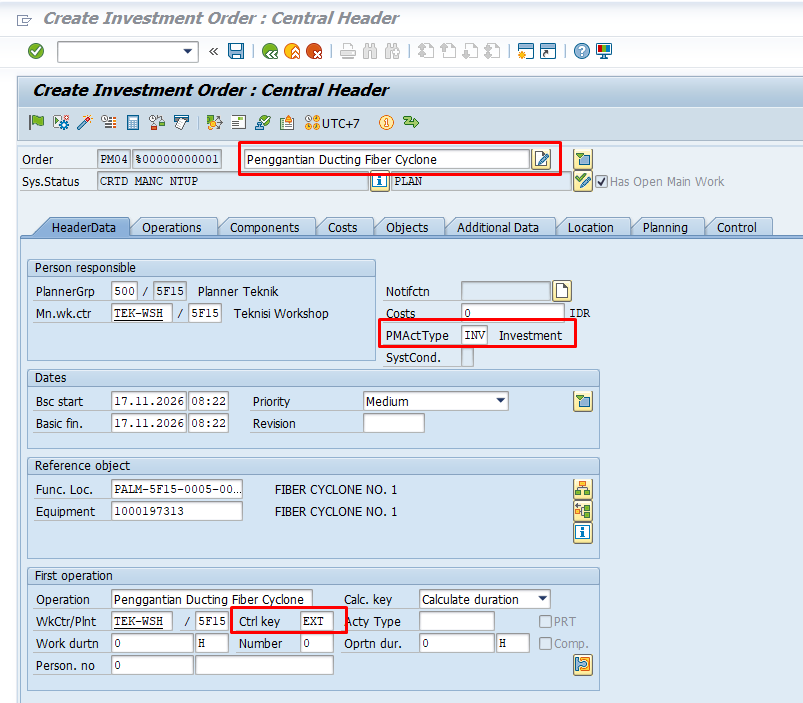 Create Investment Order : Central Header
Create Investment Order : Central Header
UTC+7
Order PM04 %00000000001 Penggantian Ducting Fiber Cyclone
Sys.Status CRTD MANC NTUP PLAN Has Open Main Work
HeaderData Operations Components Costs Objects Additional Data Location Planning Control
Person responsible
PlannerGrp 500 / 5F15 Planner Teknik Notifctn
Mn.wk.ctr TEK-WSH / 5F15 Teknisi Workshop Costs 0 IDR
PMActType INV Investment
SystCond.
Dates
Bsc start 17.11.2026 08:22 Priority Medium
Basic fin. 17.11.2026 08:22 Revision
Reference object
Func. Loc. PALM-5F15-0005-00... FIBER CYCLONE NO. 1
Equipment 1000197313 FIBER CYCLONE NO. 1
First operation
Operation Penggantian Ducting Fiber Cyclone Calc. key Calculate duration
WkCtr/Plnt TEK-WSH / 5F15 Ctrl key EXT Acty Type PRT
Work durtn 0 H Number 0 Oprtn dur. 0 H Comp.
Person. no 0